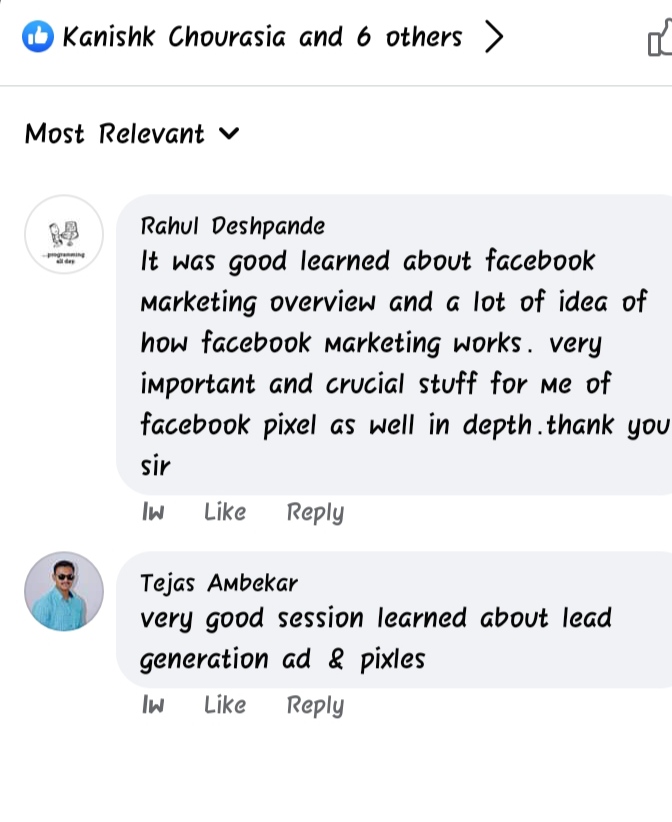 Kanishk Chourasia and 6 others
Most Relevant
...programming
all day
Rahul Deshpande
It was good learned about facebook
marketing overview and a lot of idea of
how facebook marketing works. very
important and crucial stuff for me of
facebook pixel as well in depth.thank you
sir
1w Like Reply
Tejas Ambekar
very good session learned about lead
generation ad & pixles
1w Like Reply